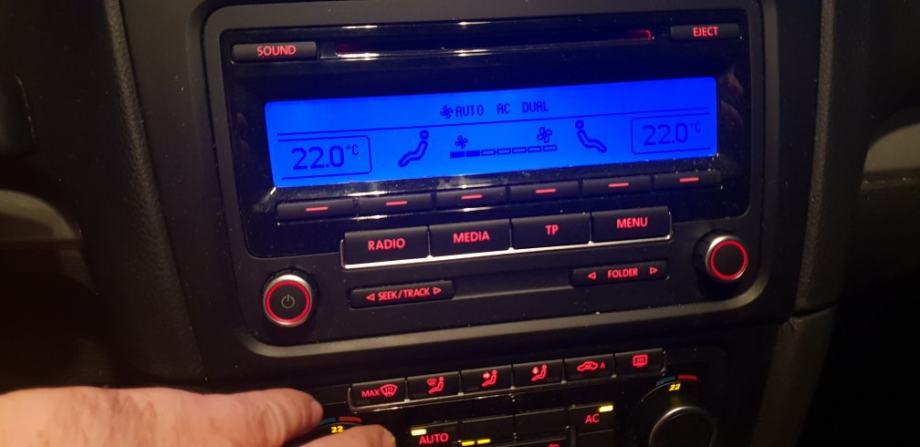 SOUND
EJECT
AUTO AC DUAL
22.0°C
22.0°C
RADIO
MEDIA
TP
MENU
SEEK/TRACK
FOLDER
MAX
22
22
AUTO
AC